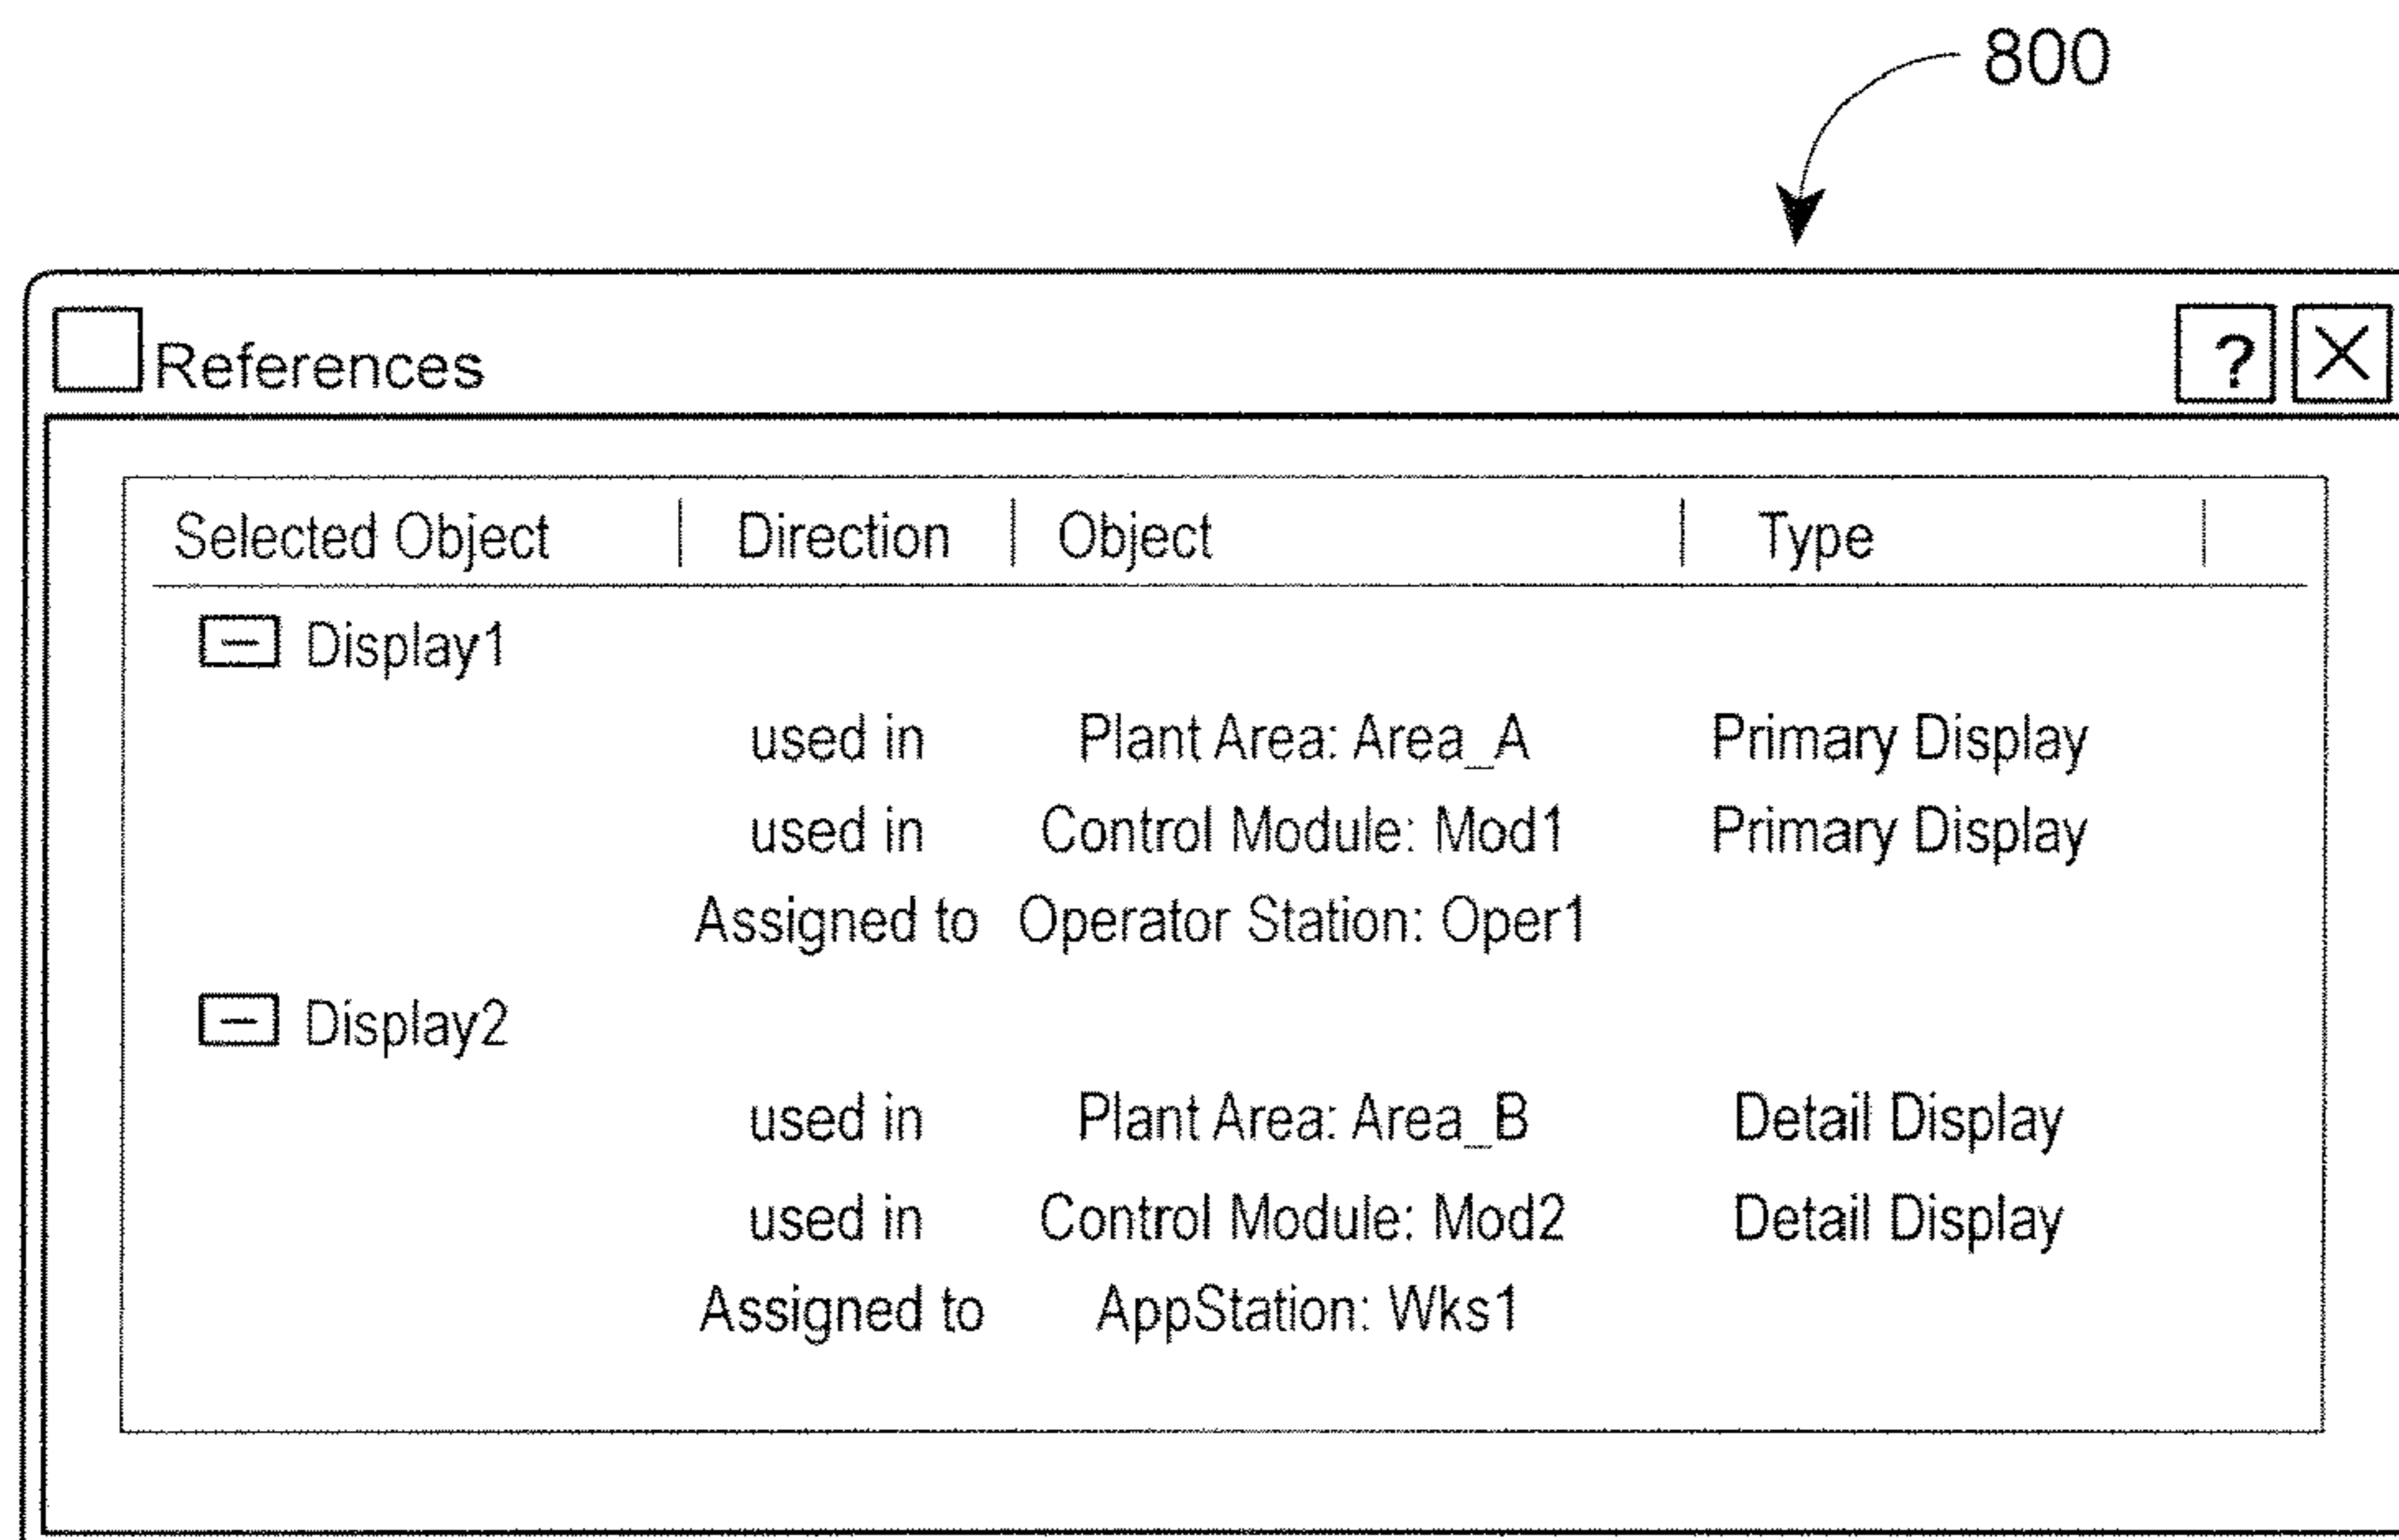 800
References ? X
Selected Object Direction Object Type
Display1
used in Plant Area: Area_A Primary Display
used in Control Module: Mod1 Primary Display
Assigned to Operator Station: Oper1
Display2
used in Plant Area: Area_B Detail Display
used in Control Module: Mod2 Detail Display
Assigned to AppStation: Wks1